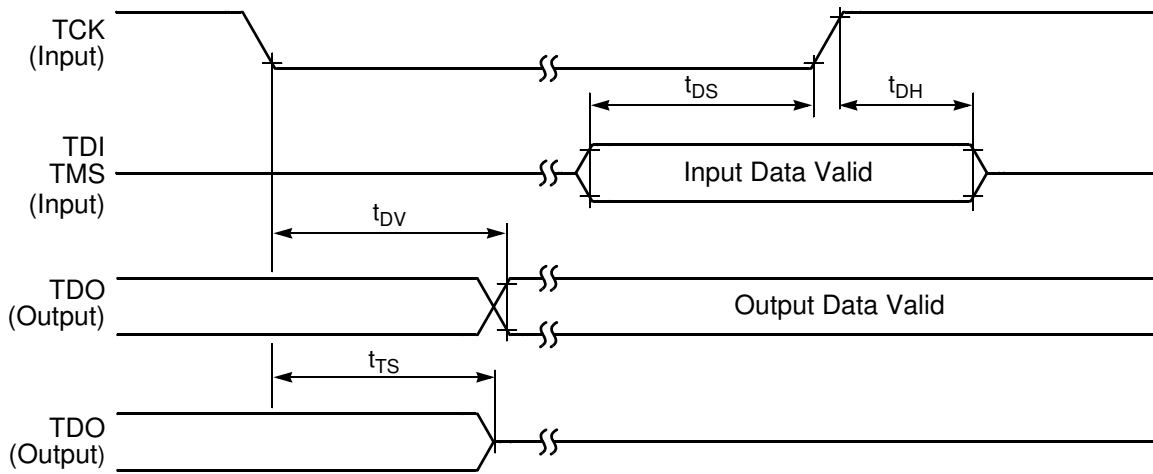 TCK
(Input)
tDS
tDH
TDI
TMS
(Input)
Input Data Valid
tDV
TDO
(Output)
Output Data Valid
tTS
TDO
(Output)